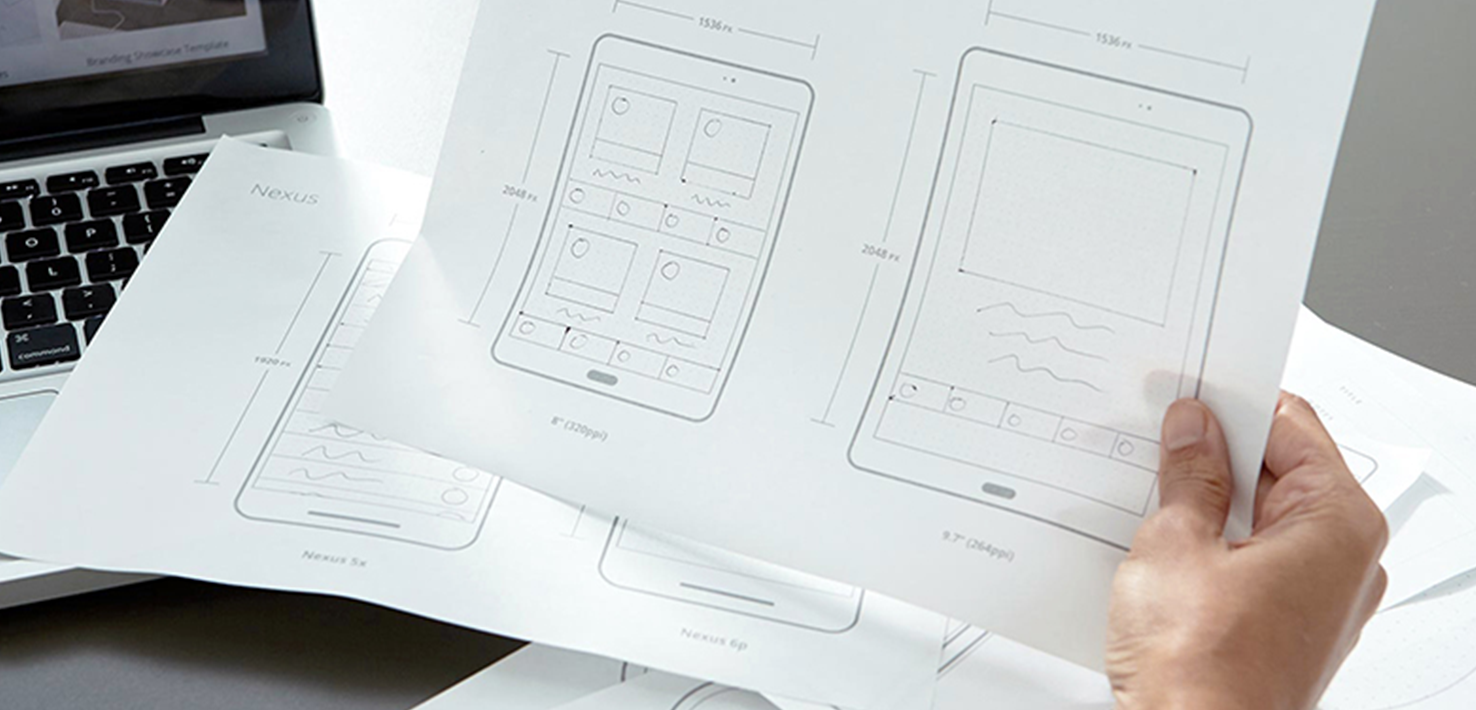 Branding Showcase Template
1536 PX
1536 PX
2048 PX
2048 PX
8" (320ppi)
9.7" (264ppi)
Nexus
1920 PX
Nexus 5x
Nexus 6p
O
P
L
command